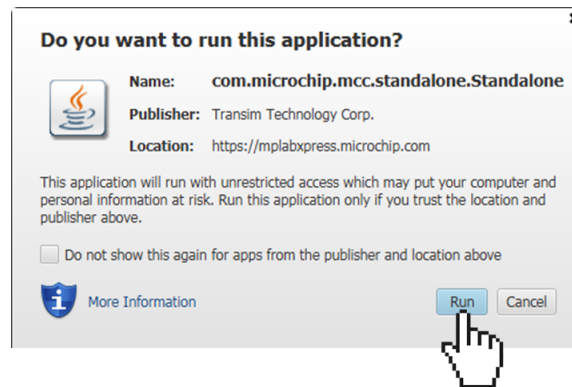 Do you want to run this application?
Name: com.microchip.mcc.standalone.Standalone
Publisher: Transim Technology Corp.
Location: https://mplabxpress.microchip.com
This application will run with unrestricted access which may put your computer and
personal information at risk. Run this application only if you trust the location and
publisher above.
Do not show this again for apps from the publisher and location above
More Information
Run Cancel